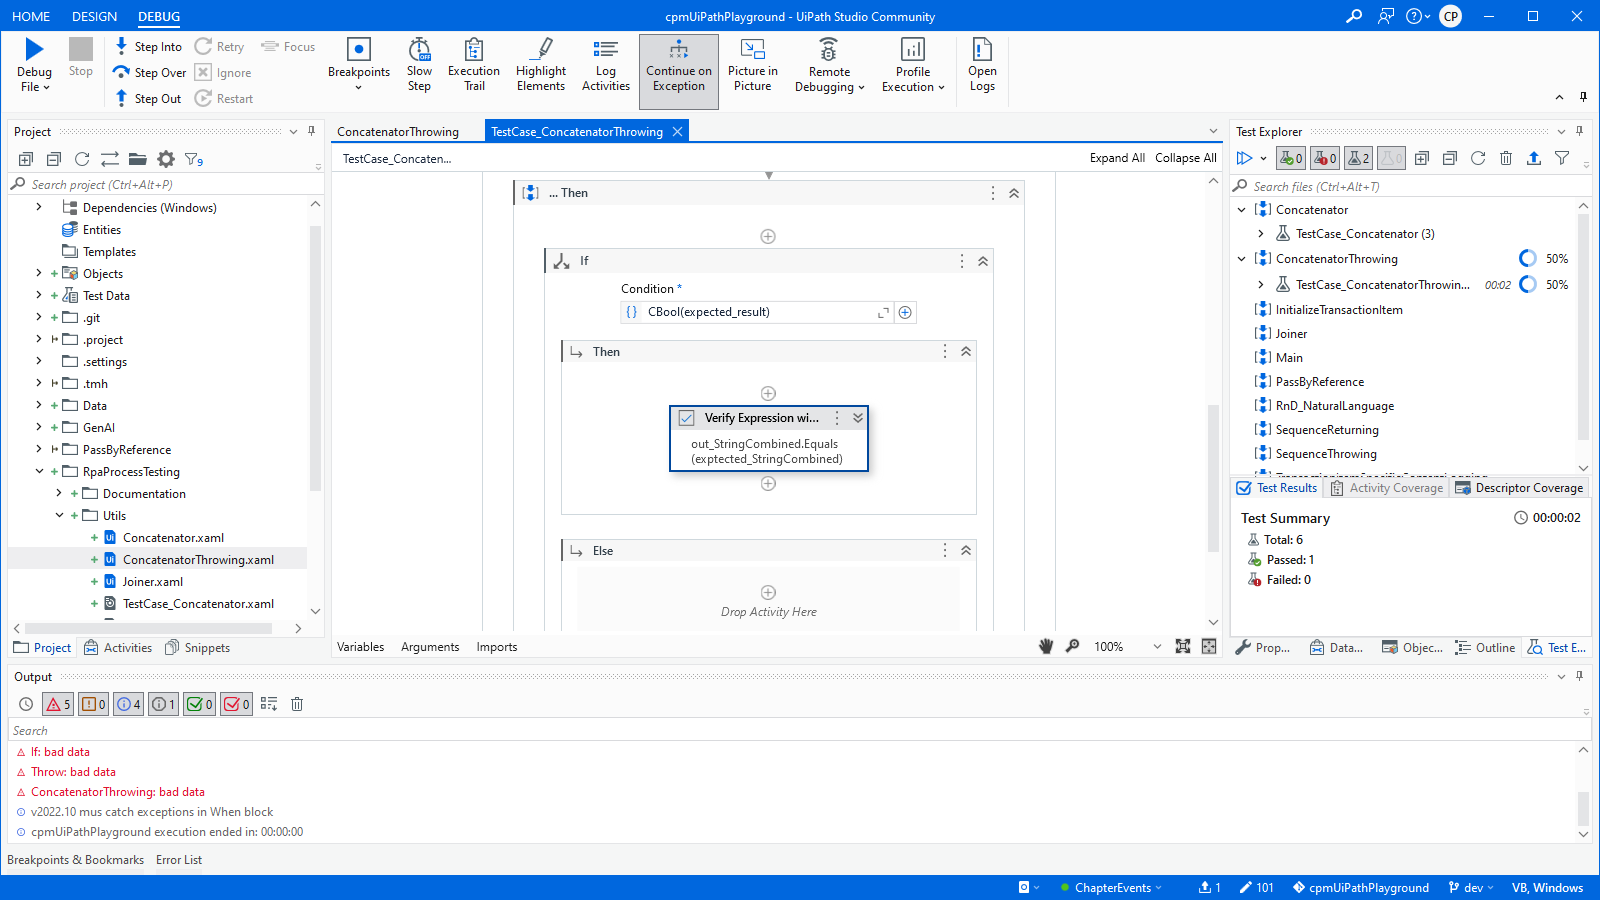 HOME DESIGN DEBUG
cpmUiPathPlayground - UiPath Studio Community
CP
Debug File
Stop
Step Into
Step Over
Step Out
Retry
Ignore
Restart
Focus
Breakpoints
Slow Step
Execution Trail
Highlight Elements
Log Activities
Continue on Exception
Picture in Picture
Remote Debugging
Profile Execution
Open Logs
Project
9
Search project (Ctrl+Alt+P)
Dependencies (Windows)
Entities
Templates
Objects
Test Data
.git
.project
.settings
.tmh
Data
GenAI
PassByReference
RpaProcessTesting
Documentation
Utils
Concatenator.xaml
ConcatenatorThrowing.xaml
Joiner.xaml
TestCase_Concatenator.xaml
Project Activities Snippets
ConcatenatorThrowing TestCase_ConcatenatorThrowing
TestCase_Concaten...
Expand All Collapse All
... Then
If
Condition *
CBool(expected_result)
Then
Verify Expression wi...
out_StringCombined.Equals
(exptected_StringCombined)
Else
Drop Activity Here
Variables Arguments Imports
100%
Test Explorer
0 0 2 0
Search files (Ctrl+Alt+T)
Concatenator
TestCase_Concatenator (3)
ConcatenatorThrowing 50%
TestCase_ConcatenatorThrowin... 00:02 50%
InitializeTransactionItem
Joiner
Main
PassByReference
RnD_NaturalLanguage
SequenceReturning
SequenceThrowing
Test Results Activity Coverage Descriptor Coverage
Test Summary 00:00:02
Total: 6
Passed: 1
Failed: 0
Prop... Data... Objec... Outline Test E...
Output
5 0 4 1 0 0
Search
If: bad data
Throw: bad data
ConcatenatorThrowing: bad data
v2022.10 mus catch exceptions in When block
cpmUiPathPlayground execution ended in: 00:00:00
Breakpoints & Bookmarks Error List
ChapterEvents 1 101 cpmUiPathPlayground dev VB, Windows